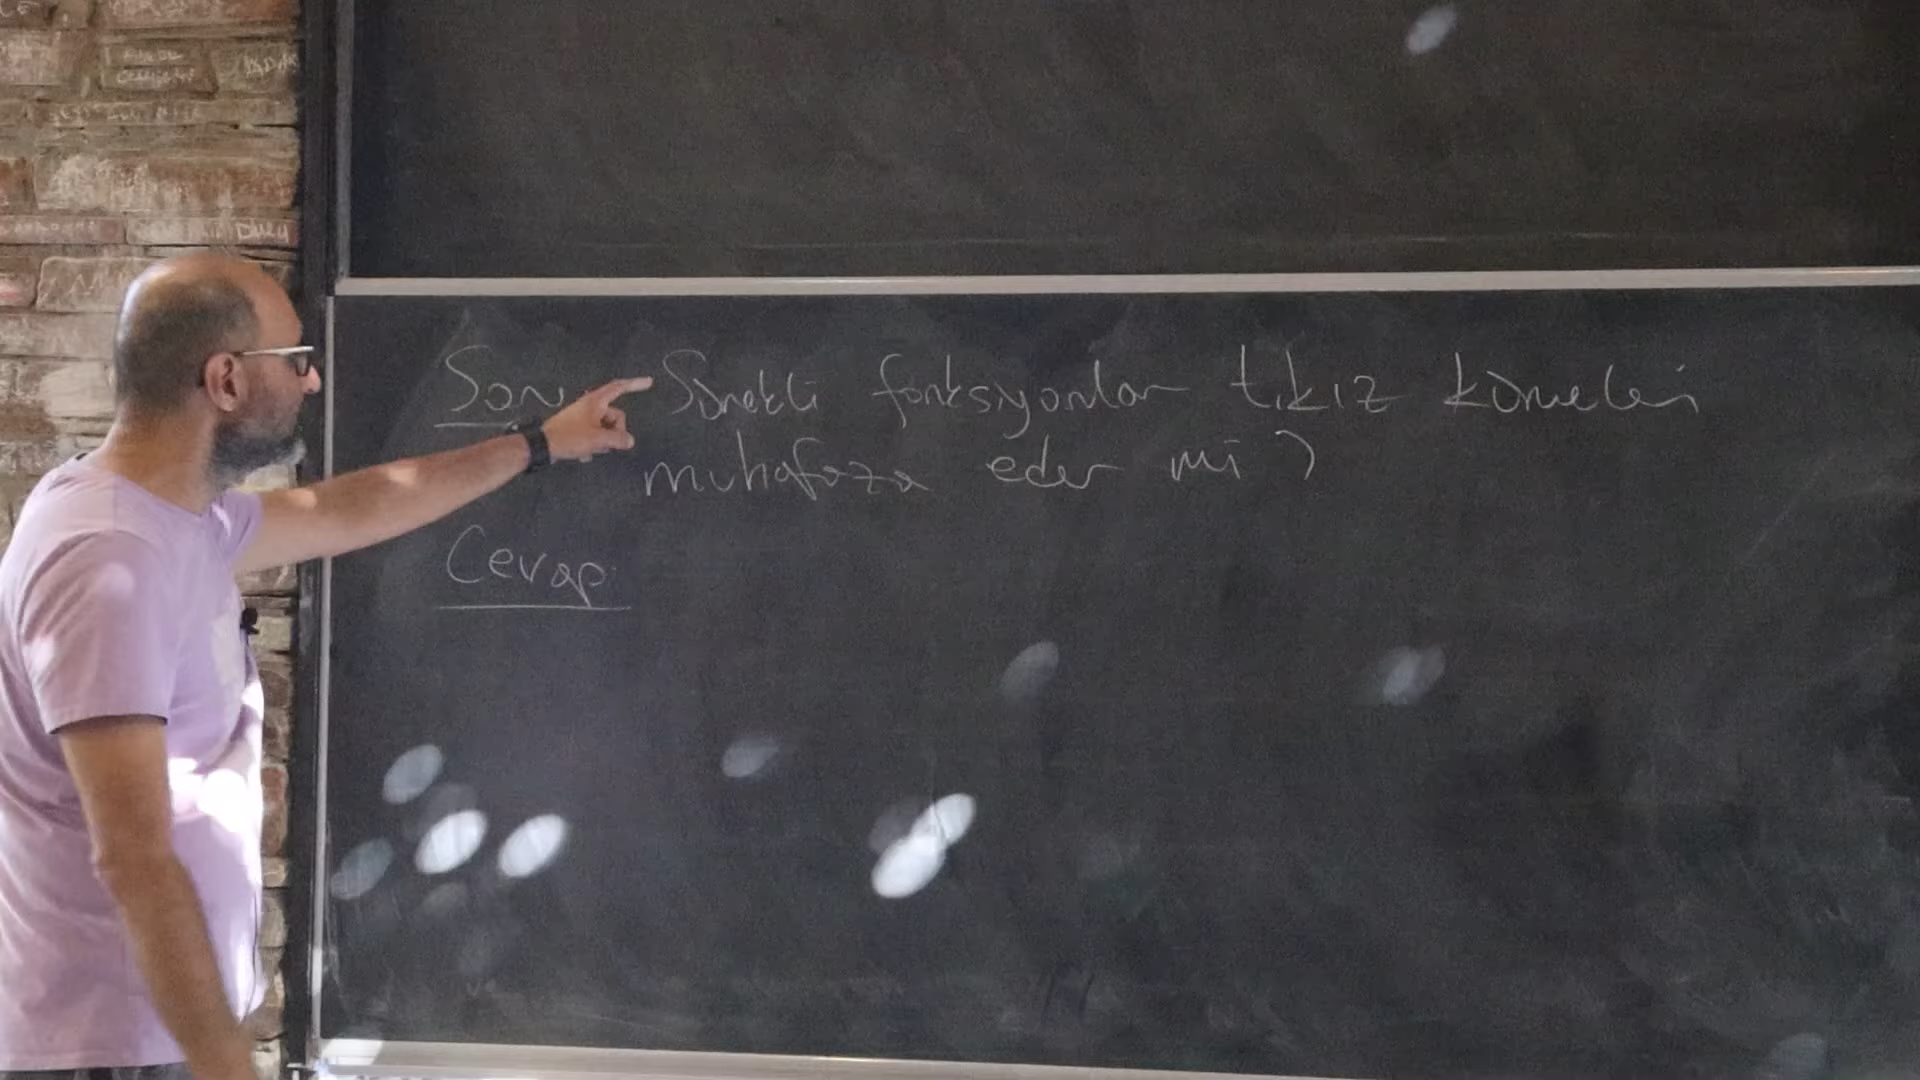 Soru Sürekli fonksiyonlar tıkız kümeleri
muhafaza eder mi?
Cevap: